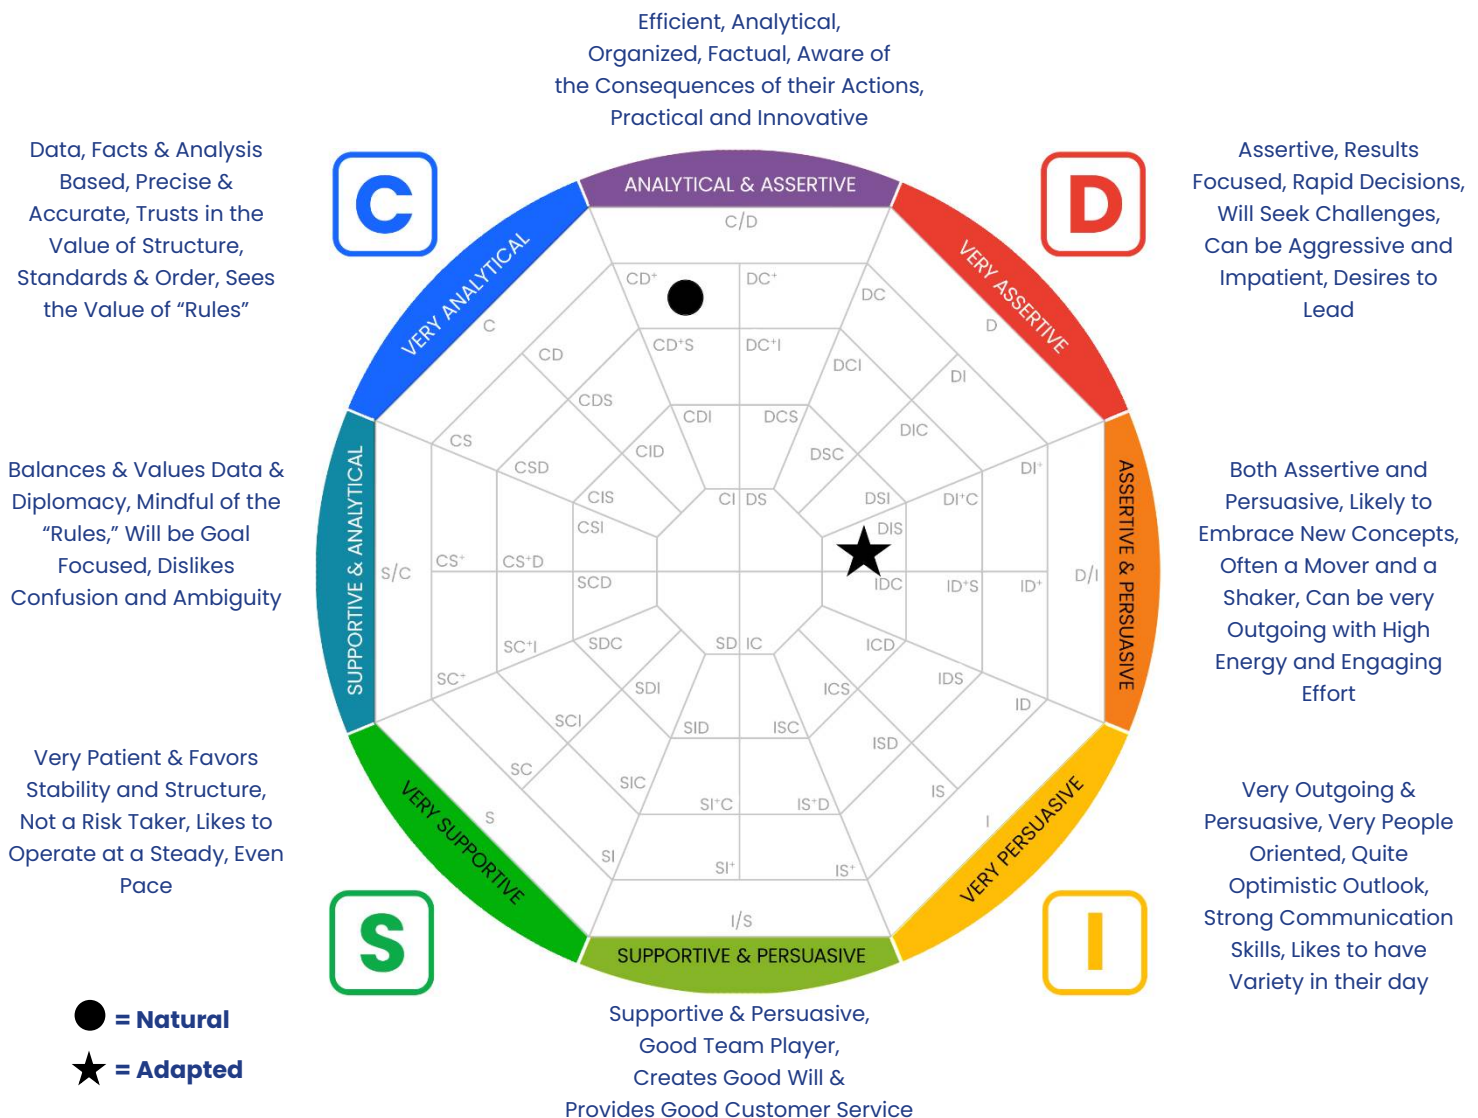 Efficient, Analytical,
Organized, Factual, Aware of
the Consequences of their Actions,
Practical and Innovative
Data, Facts & Analysis
Based, Precise &
Accurate, Trusts in the
Value of Structure,
Standards & Order, Sees
the Value of “Rules”
C
D
Assertive, Results
Focused, Rapid Decisions,
Will Seek Challenges,
Can be Aggressive and
Impatient, Desires to
Lead
ANALYTICAL & ASSERTIVE
VERY ANALYTICAL
VERY ASSERTIVE
C/D
CD⁺
DC⁺
DC
C
D
CD
CD⁺S
DC⁺I
DCI
DI
CDS
CDI
DCS
DIC
CS
CID
DSC
CSD
DI⁺
CIS
CI
DS
DSI
DI⁺C
CSI
DIS
Balances & Values Data &
Diplomacy, Mindful of the
“Rules,” Will be Goal
Focused, Dislikes
Confusion and Ambiguity
SUPPORTIVE & ANALYTICAL
S/C
CS⁺
CS⁺D
SCD
IDC
ID⁺S
ID⁺
D/I
ASSERTIVE & PERSUASIVE
Both Assertive and
Persuasive, Likely to
Embrace New Concepts,
Often a Mover and a
Shaker, Can be very
Outgoing with High
Energy and Engaging
Effort
SC⁺I
SDC
SD
IC
ICD
SC⁺
SDI
ICS
IDS
SCI
SID
ISC
ID
SC
ISD
SIC
SI⁺C
IS⁺D
IS
S
I
SI
SI⁺
IS⁺
I/S
VERY SUPPORTIVE
VERY PERSUASIVE
SUPPORTIVE & PERSUASIVE
Very Patient & Favors
Stability and Structure,
Not a Risk Taker, Likes to
Operate at a Steady, Even
Pace
S
I
Very Outgoing &
Persuasive, Very People
Oriented, Quite
Optimistic Outlook,
Strong Communication
Skills, Likes to have
Variety in their day
= Natural
= Adapted
Supportive & Persuasive,
Good Team Player,
Creates Good Will &
Provides Good Customer Service